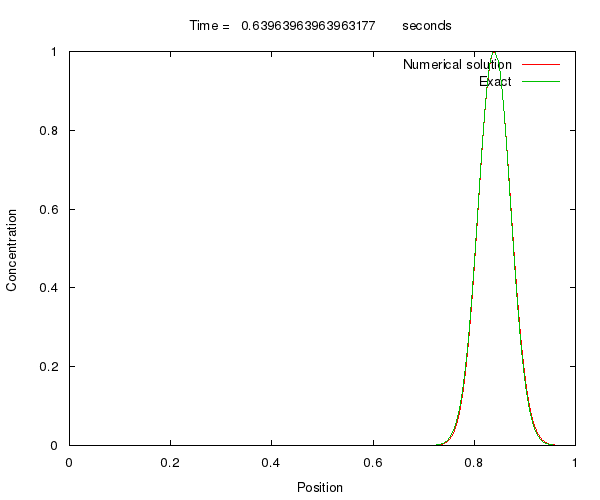 Time = 0.63963963963963177 seconds
1
Numerical solution
Exact
0.8
0.6
Concentration
0.4
0.2
0
0 0.2 0.4 0.6 0.8 1
Position